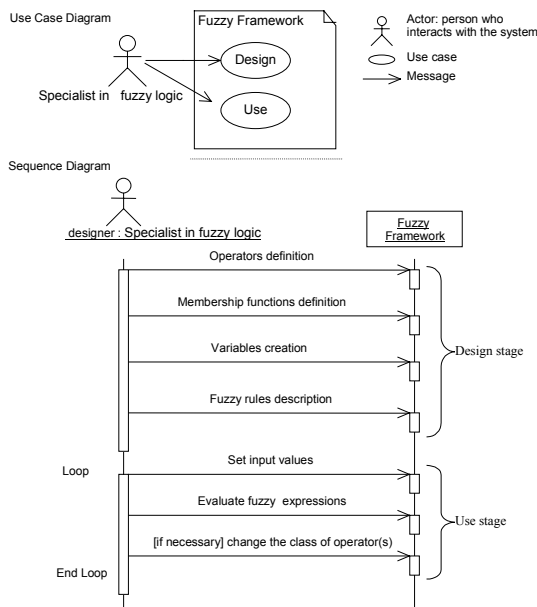 Use Case Diagram
Fuzzy Framework
Design
Use
Specialist in fuzzy logic
Actor: person who
interacts with the system
Use case
Message
Sequence Diagram
designer : Specialist in fuzzy logic
Fuzzy
Framework
Operators definition
Membership functions definition
Variables creation
Fuzzy rules description
Design stage
Loop
Set input values
Evaluate fuzzy expressions
[if necessary] change the class of operator(s)
Use stage
End Loop